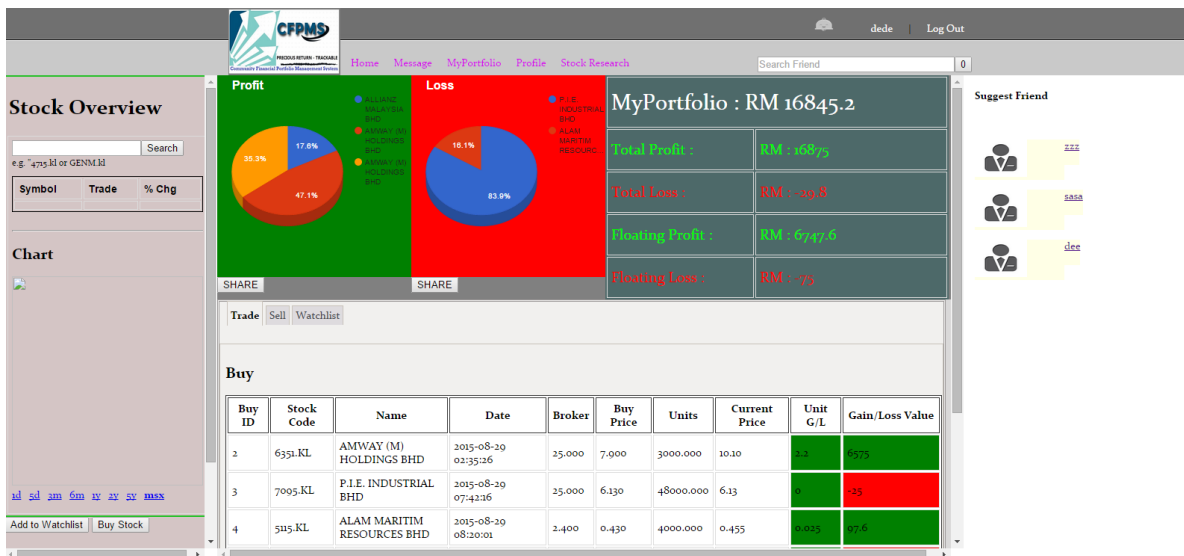 CFPMS
PRECIOUS RETURN - TRACKABLE
Community Financial Portfolio Management System
dede | Log Out
Home Message MyPortfolio Profile Stock Research
Search Friend 0
Stock Overview
Search
e.g. ^4715.kl or GENM.kl
Symbol Trade % Chg
Chart
1d 5d 3m 6m 1y 2y 5y msx
Add to Watchlist Buy Stock
Profit
ALLIANZ
MALAYSIA
BHD
AMWAY (M)
HOLDINGS
BHD
AMWAY (M)
HOLDINGS
BHD
17.6%
35.3%
47.1%
SHARE
Loss
P.I.E.
INDUSTRIAL
BHD
ALAM
MARITIM
RESOURC...
16.1%
83.9%
SHARE
MyPortfolio : RM 16845.2
Total Profit : RM : 16875
Total Loss : RM : -29.8
Floating Profit : RM : 6747.6
Floating Loss : RM : -75
Trade Sell Watchlist
Buy
Buy ID Stock Code Name Date Broker Buy Price Units Current Price Unit G/L Gain/Loss Value
2 6351.KL AMWAY (M) HOLDINGS BHD 2015-08-29 02:35:26 25.000 7.900 3000.000 10.10 2.2 6575
3 7095.KL P.I.E. INDUSTRIAL BHD 2015-08-29 07:42:16 25.000 6.130 48000.000 6.13 0 -25
4 5115.KL ALAM MARITIM RESOURCES BHD 2015-08-29 08:20:01 2.400 0.430 4000.000 0.455 0.025 97.6
Suggest Friend
zzz
sasa
dee